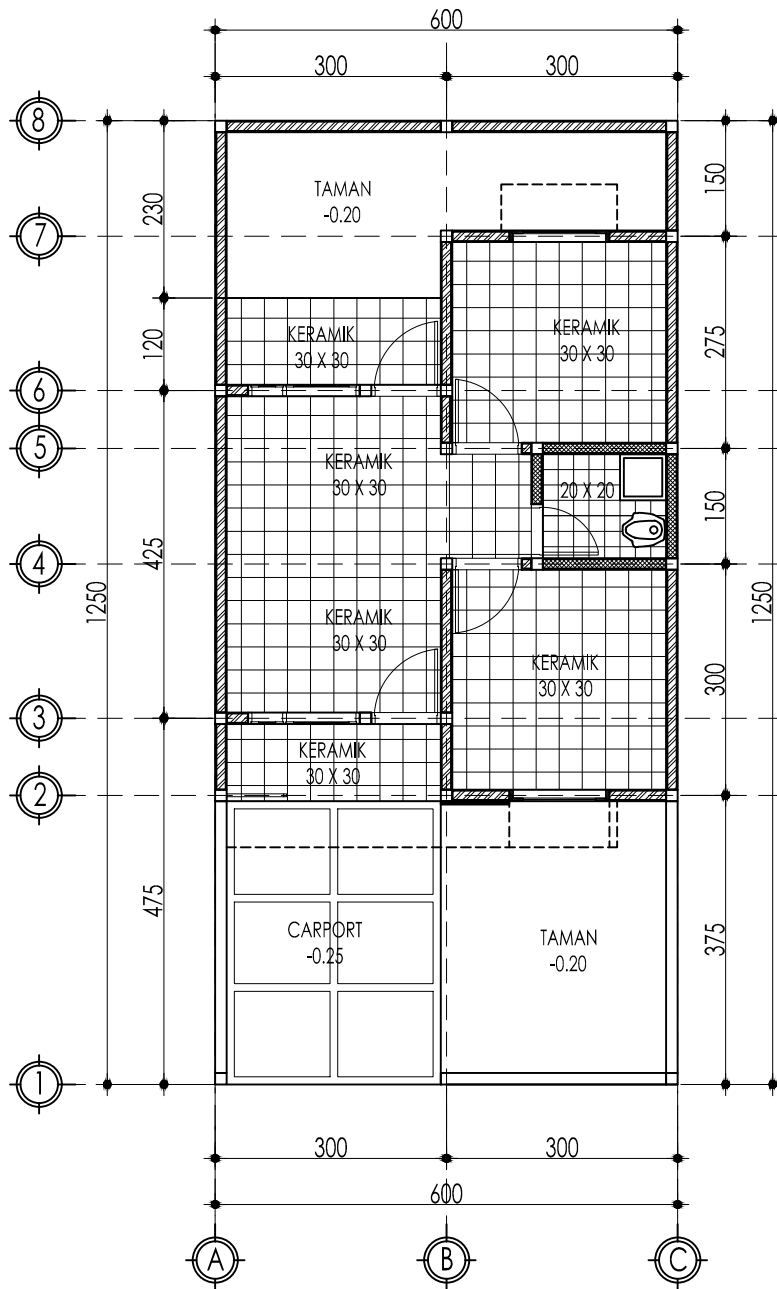 600
300 300
8
230
TAMAN
-0.20
150
7
120
KERAMIK
30 X 30
KERAMIK
30 X 30
275
6
5
KERAMIK
30 X 30
20 X 20
150
425
4
1250
1250
KERAMIK
30 X 30
KERAMIK
30 X 30
300
3
KERAMIK
30 X 30
2
475
CARPORT
-0.25
TAMAN
-0.20
375
1
300 300
600
A B C